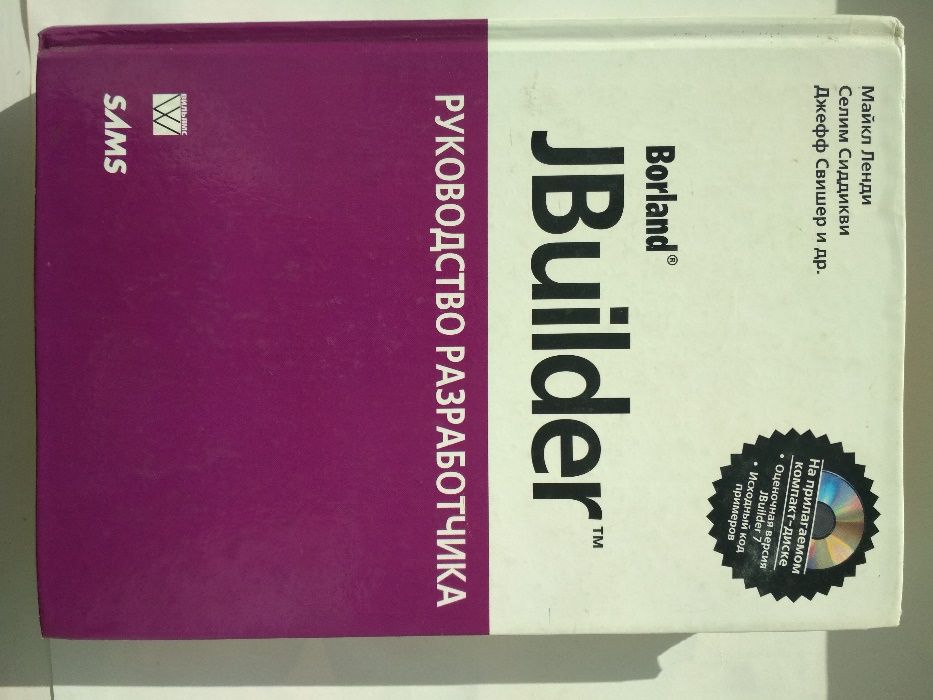 Майкл Ленди
Селим Сиддикви
Джефф Свишер и др.
Borland®
JBuilder™
На прилагаемом
компакт-диске
• Оценочная версия
JBuilder 7
• Исходный код
примеров
РУКОВОДСТВО РАЗРАБОТЧИКА
ВИЛЬЯМС
SAMS